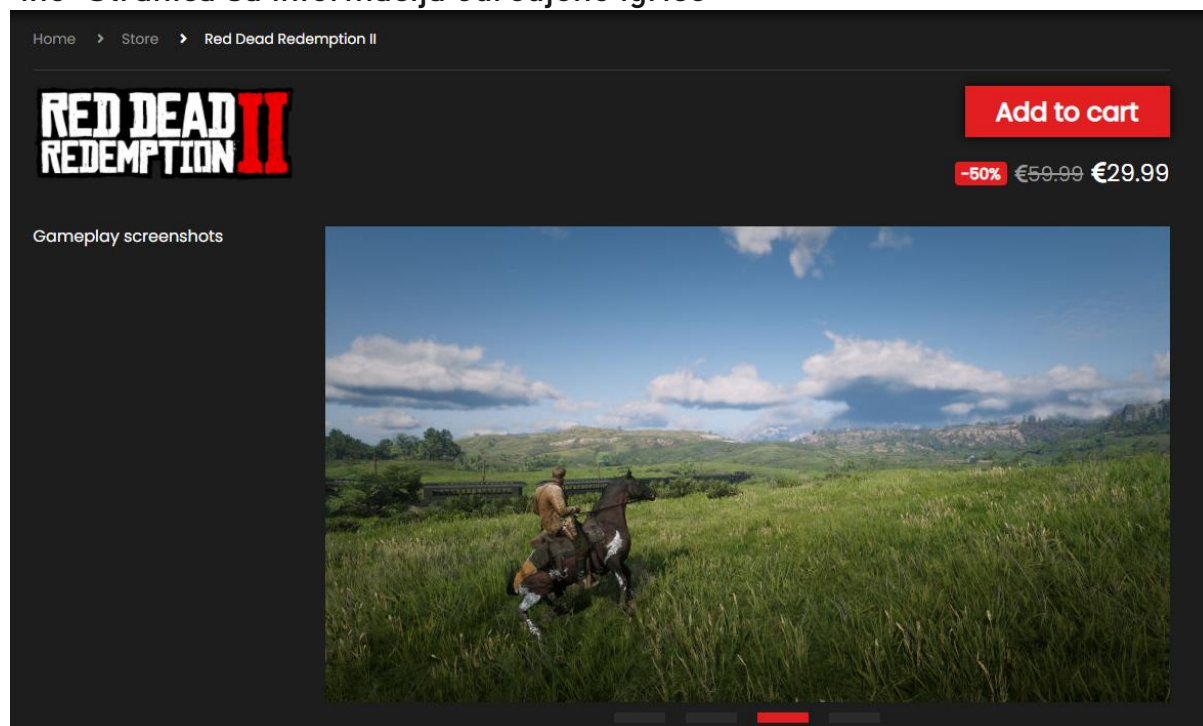 Home > Store > Red Dead Redemption II
RED DEAD
REDEMPTION II
Add to cart
-50% €59.99 €29.99
Gameplay screenshots